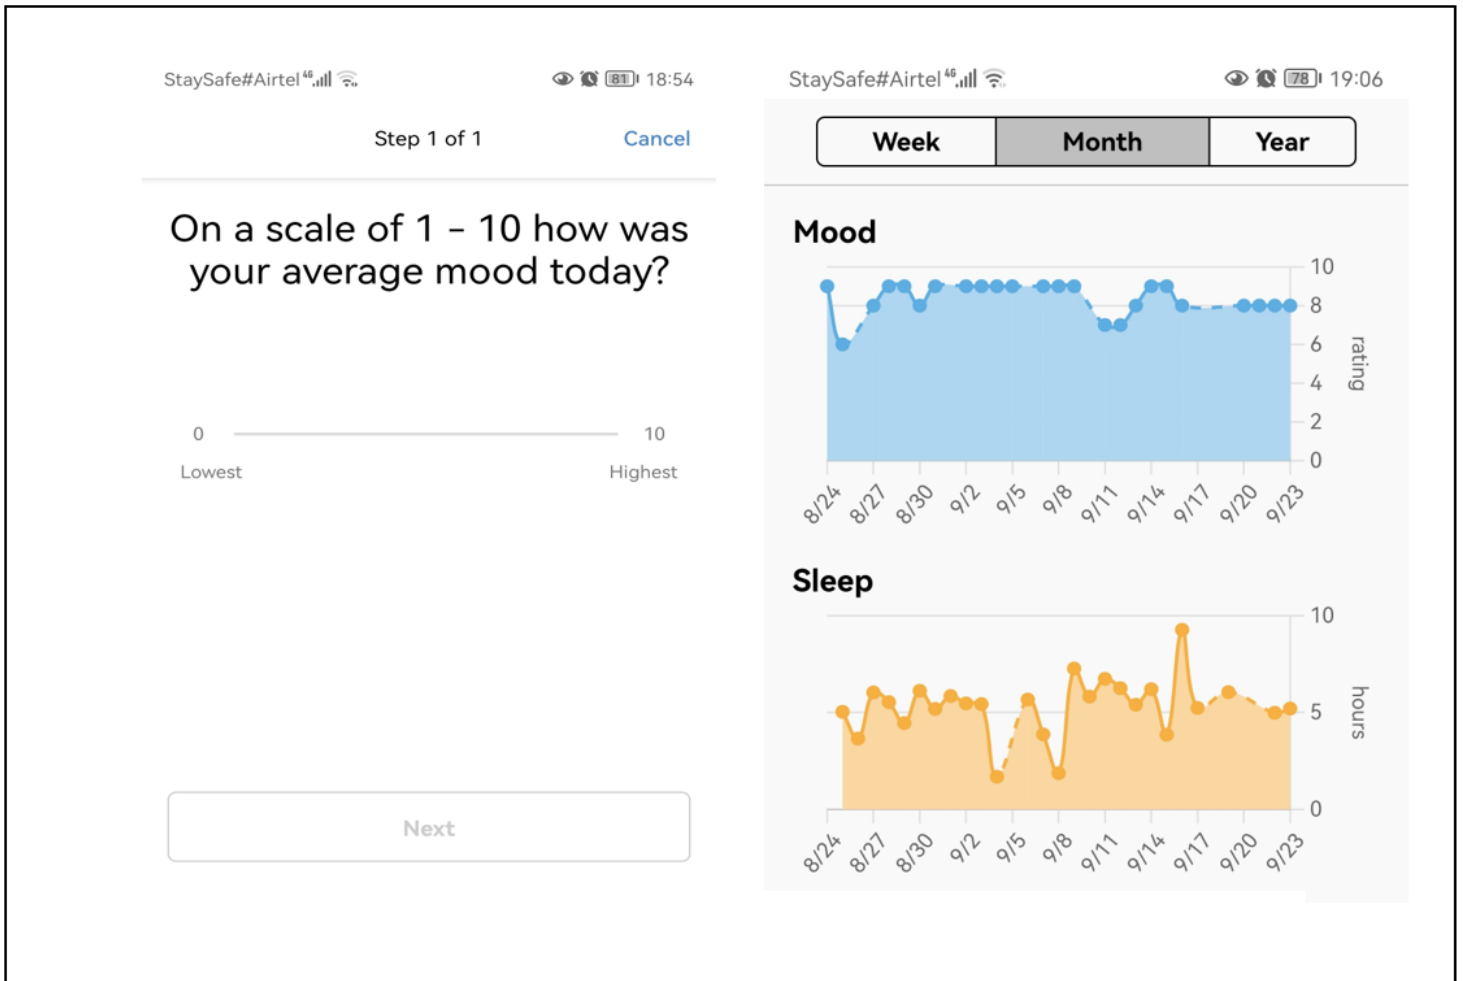 StaySafe#Airtel 4G 81 18:54
Step 1 of 1 Cancel
On a scale of 1 - 10 how was
your average mood today?
0 10
Lowest Highest
Next
StaySafe#Airtel 4G 78 19:06
Week Month Year
Mood
10
8
6
4
2
0
rating
8/24 8/27 8/30 9/2 9/5 9/8 9/11 9/14 9/17 9/20 9/23
Sleep
10
5
0
hours
8/24 8/27 8/30 9/2 9/5 9/8 9/11 9/14 9/17 9/20 9/23